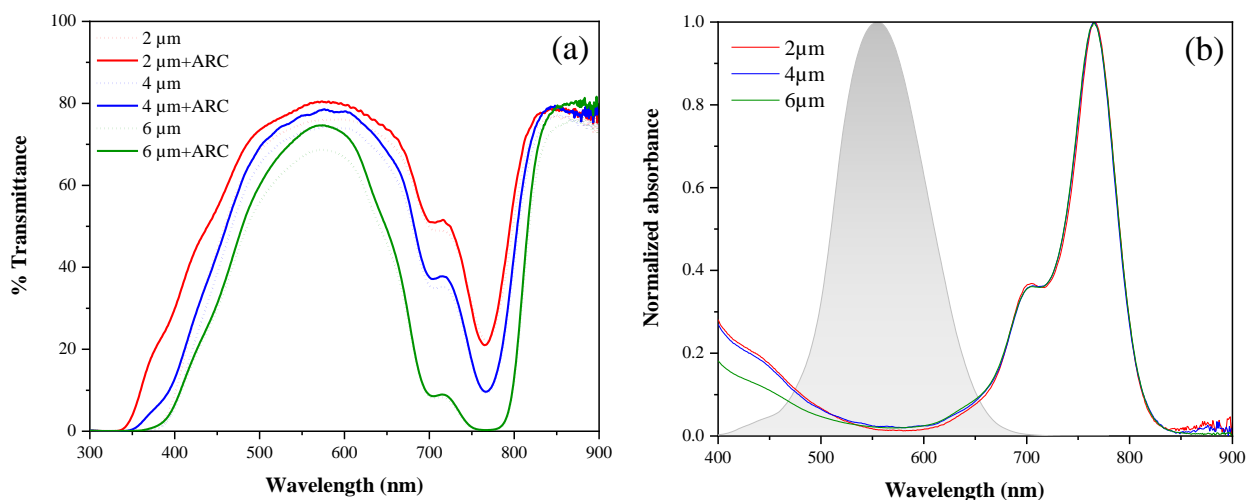 (a)
2 µm
2 µm+ARC
4 µm
4 µm+ARC
6 µm
6 µm+ARC
100
80
60
40
20
0
% Transmittance
300 400 500 600 700 800 900
Wavelength (nm)
(b)
2µm
4µm
6µm
1.0
0.8
0.6
0.4
0.2
0.0
Normalized absorbance
400 500 600 700 800 900
Wavelength (nm)